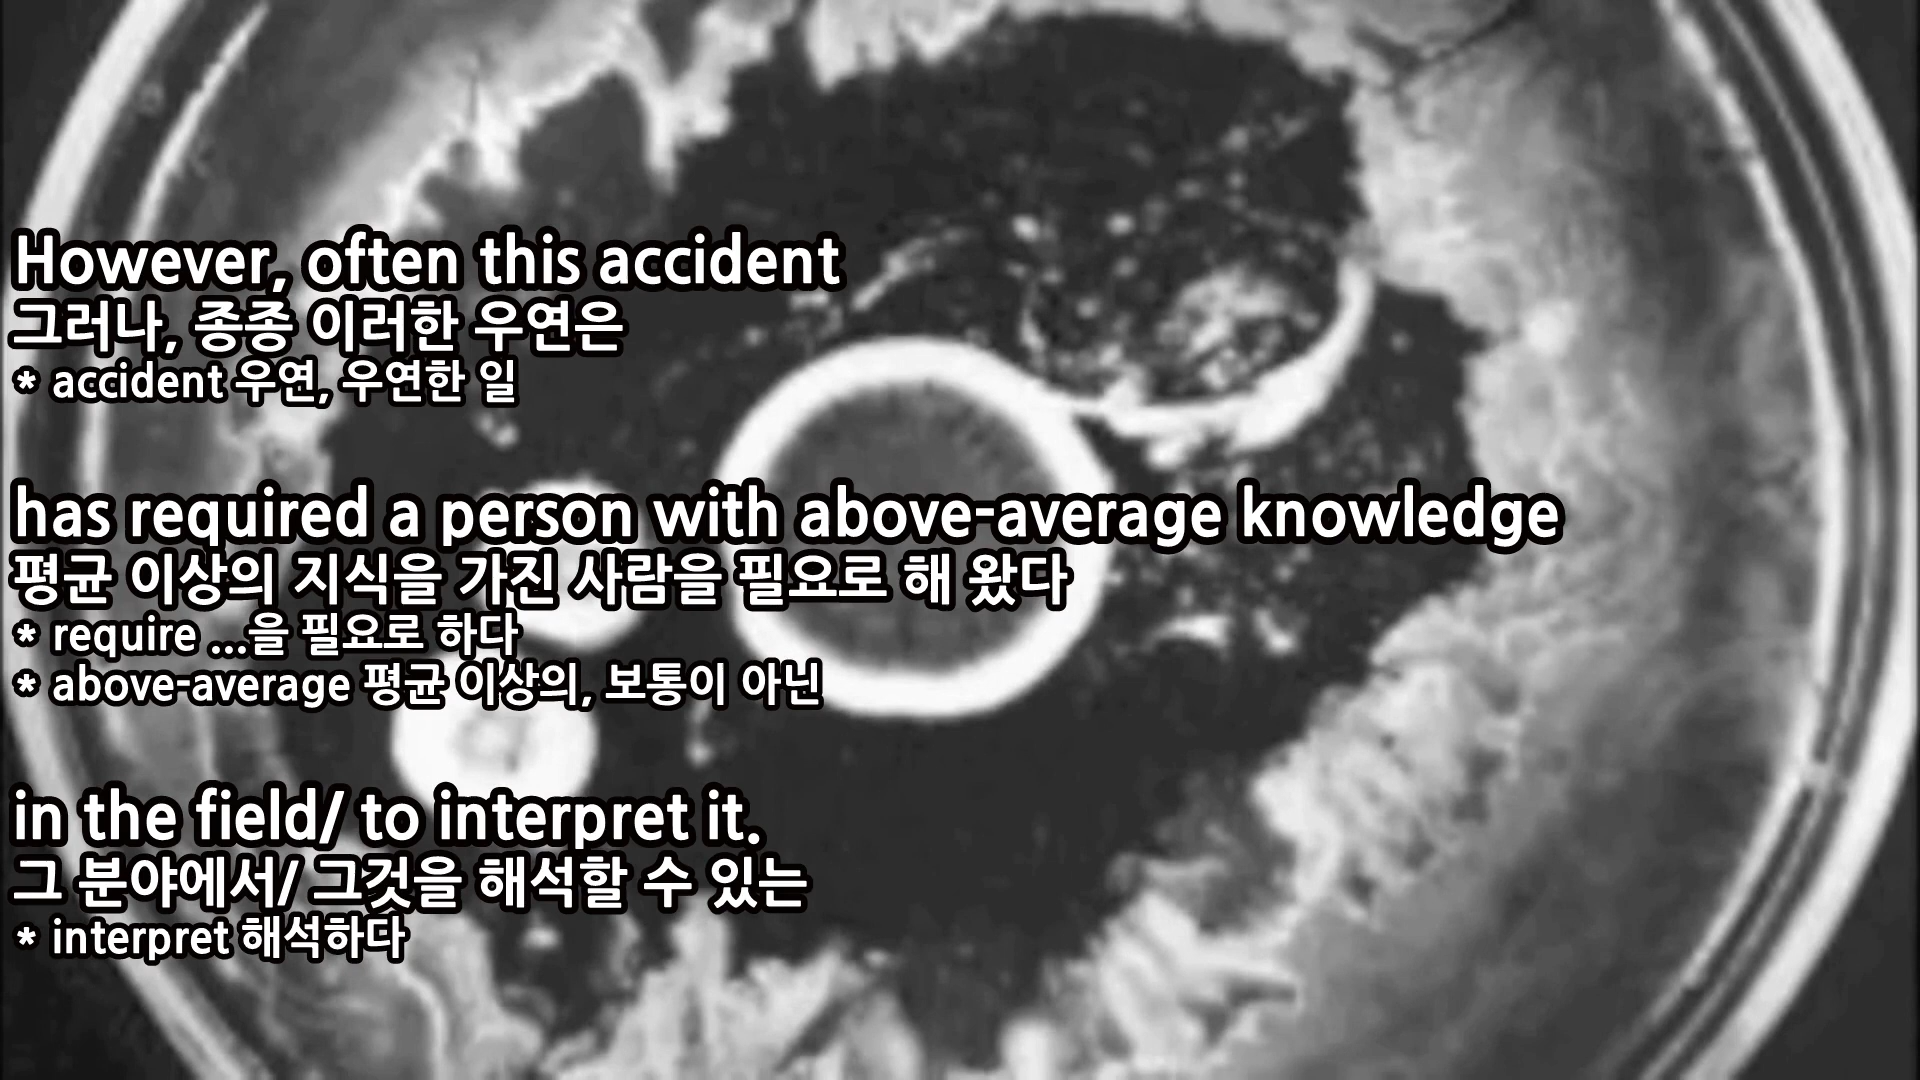 However, often this accident
그러나, 종종 이러한 우연은
* accident 우연, 우연한 일
has required a person with above-average knowledge
평균 이상의 지식을 가진 사람을 필요로 해 왔다
* require ...을 필요로 하다
* above-average 평균 이상의, 보통이 아닌
in the field/ to interpret it.
그 분야에서/ 그것을 해석할 수 있는
* interpret 해석하다